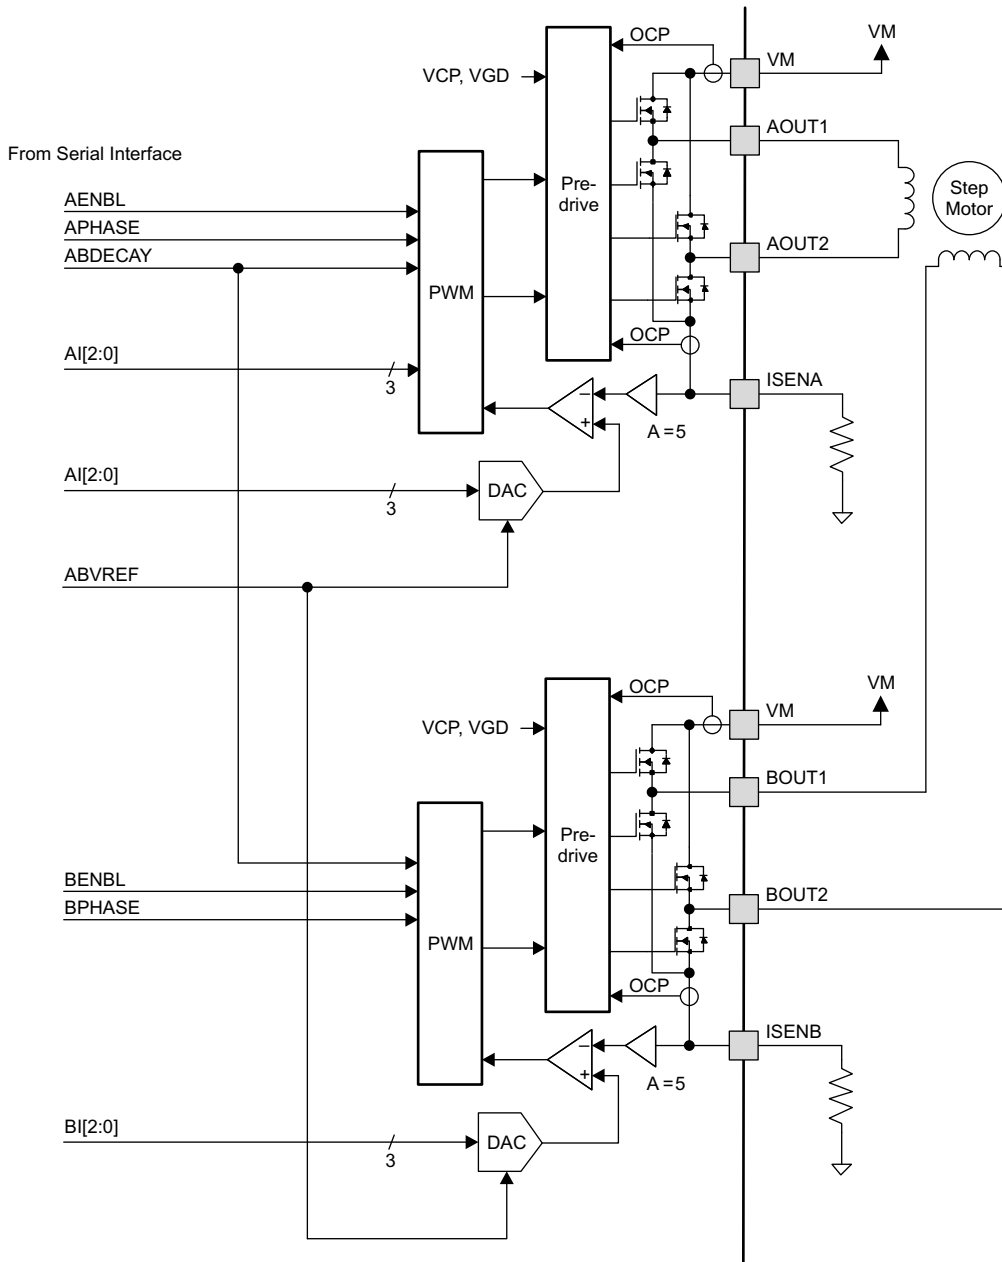 OCP
VM
VM
VCP, VGD
AOUT1
From Serial Interface
AENBL
APHASE
ABDECAY
PWM
Pre-
drive
Step
Motor
AOUT2
OCP
AI[2:0]
3
ISENA
−
+
A = 5
AI[2:0]
3
DAC
ABVREF
OCP
VM
VM
VCP, VGD
BOUT1
Pre-
drive
BENBL
BPHASE
PWM
BOUT2
OCP
ISENB
−
+
A = 5
BI[2:0]
3
DAC